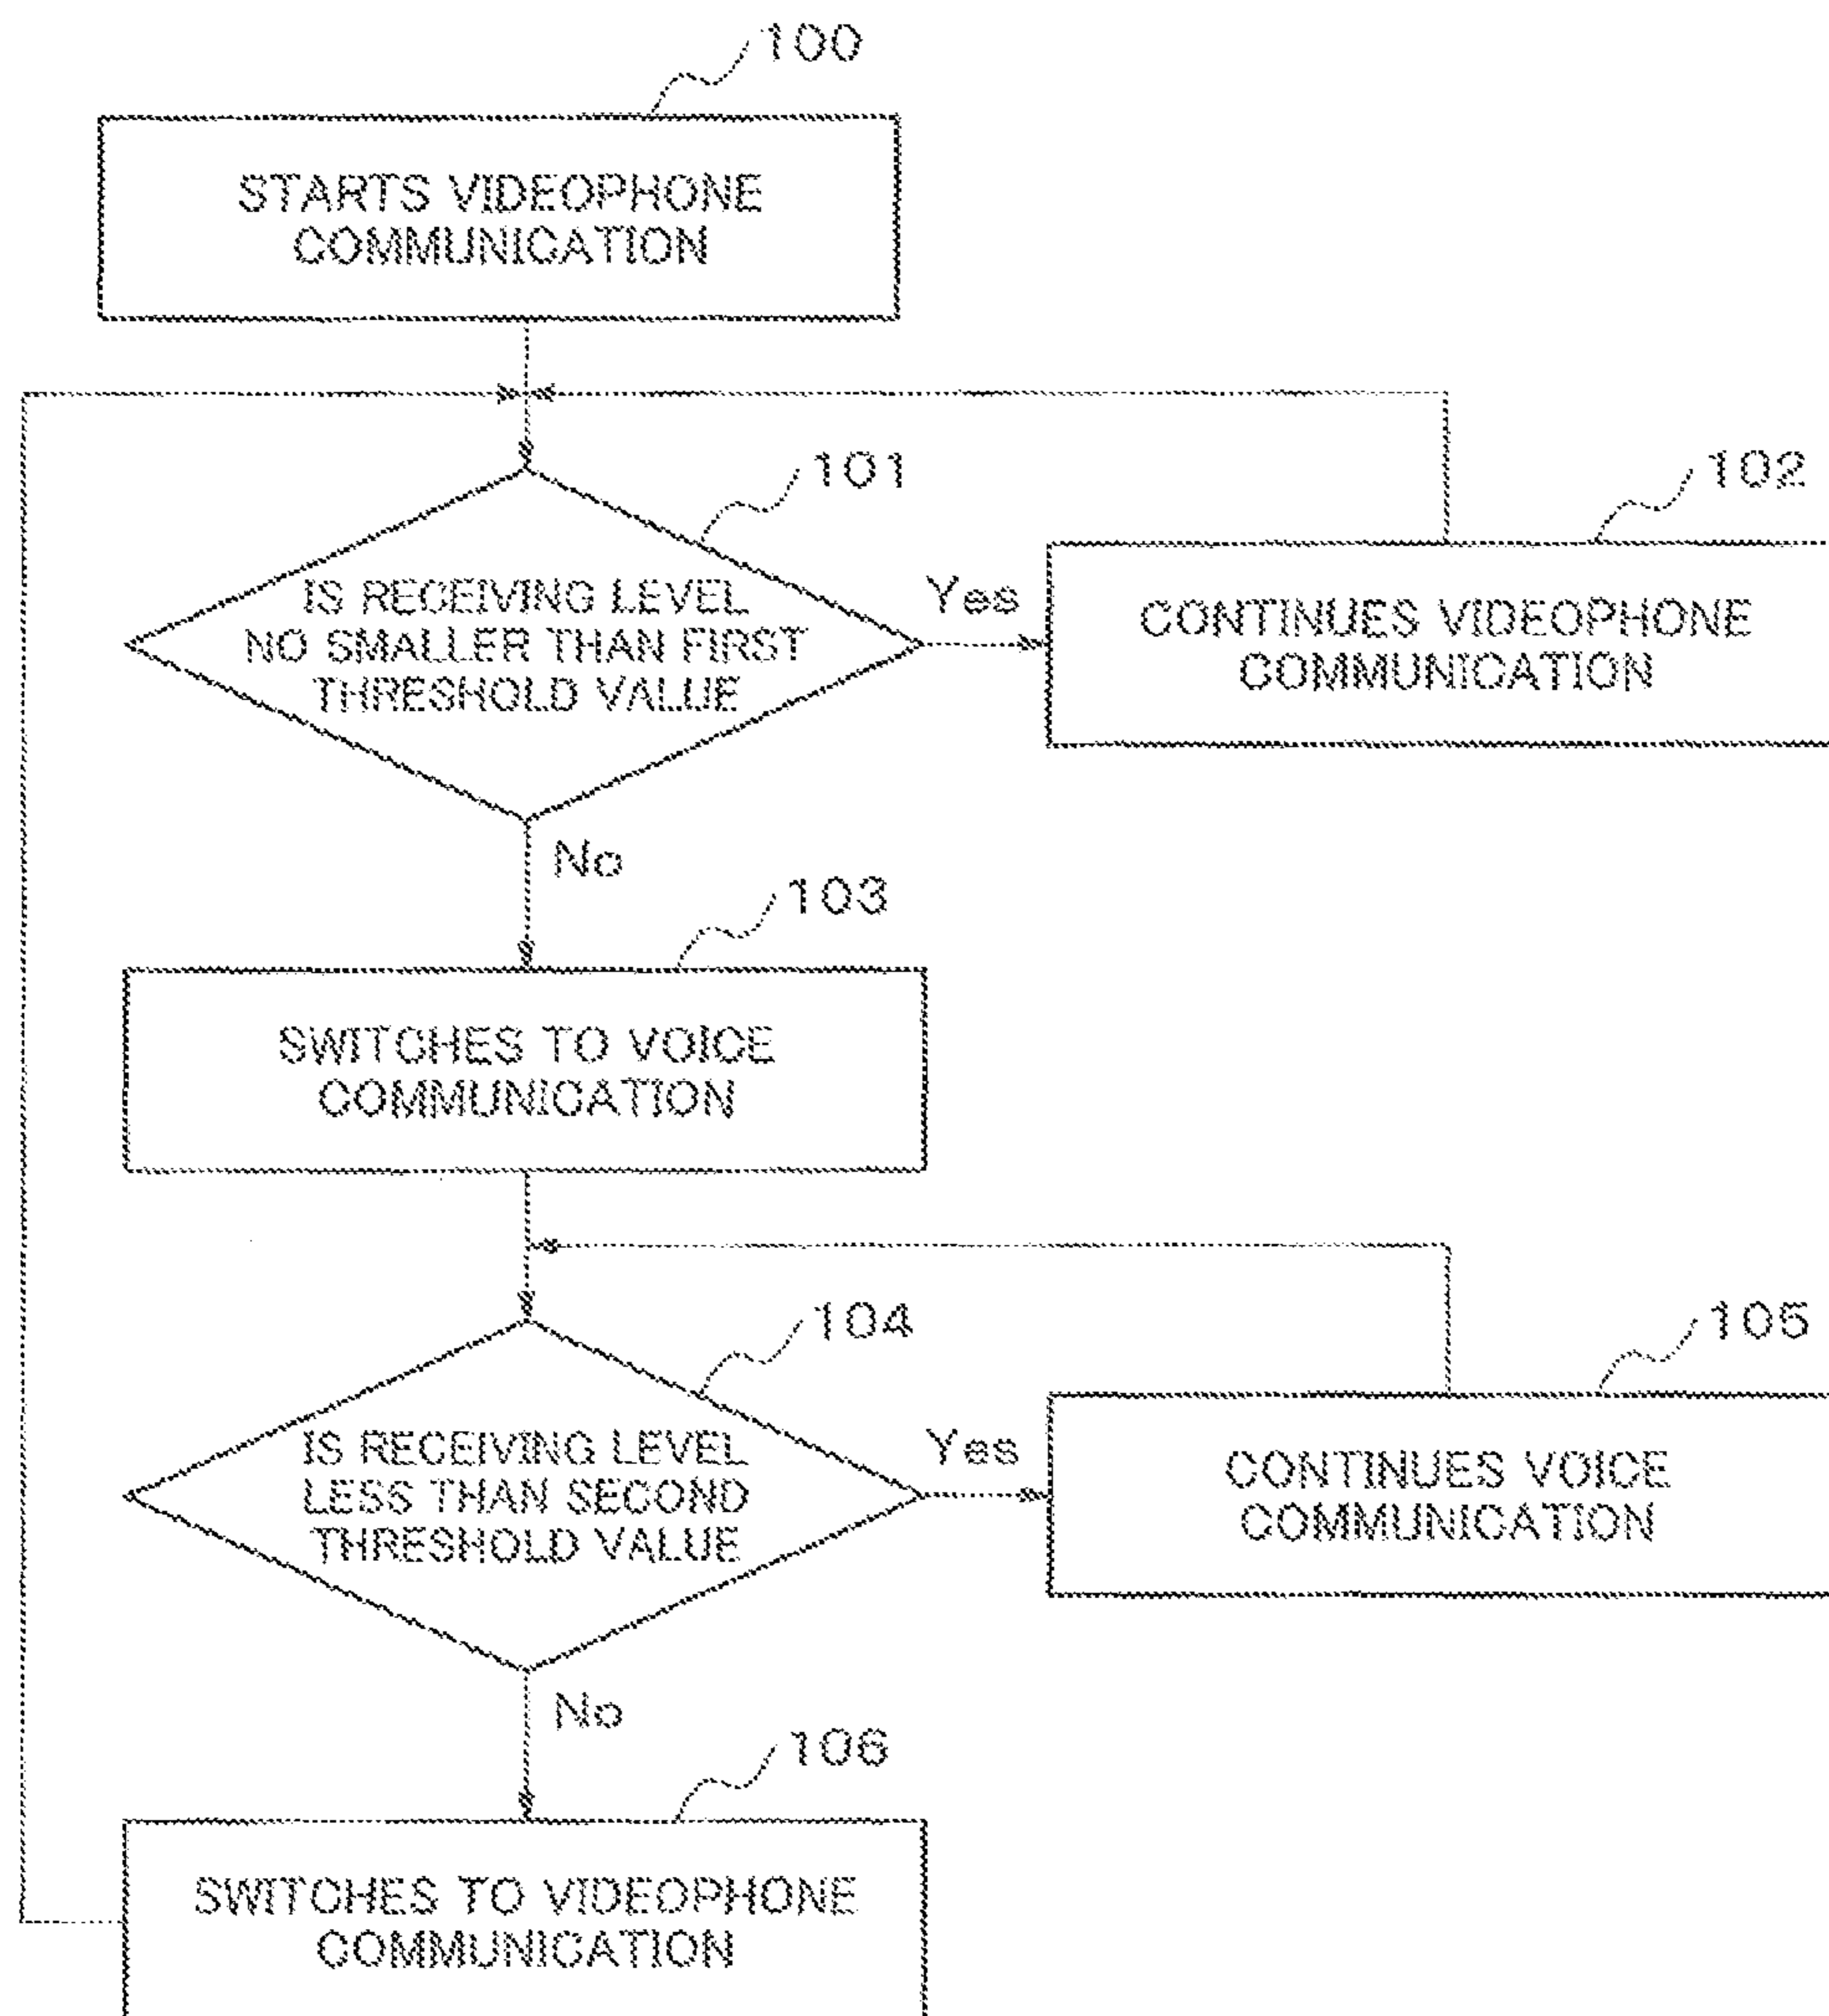 100
STARTS VIDEOPHONE
COMMUNICATION
101
IS RECEIVING LEVEL
NO SMALLER THAN FIRST
THRESHOLD VALUE
Yes
102
CONTINUES VIDEOPHONE
COMMUNICATION
No
103
SWITCHES TO VOICE
COMMUNICATION
104
IS RECEIVING LEVEL
LESS THAN SECOND
THRESHOLD VALUE
Yes
105
CONTINUES VOICE
COMMUNICATION
No
106
SWITCHES TO VIDEOPHONE
COMMUNICATION